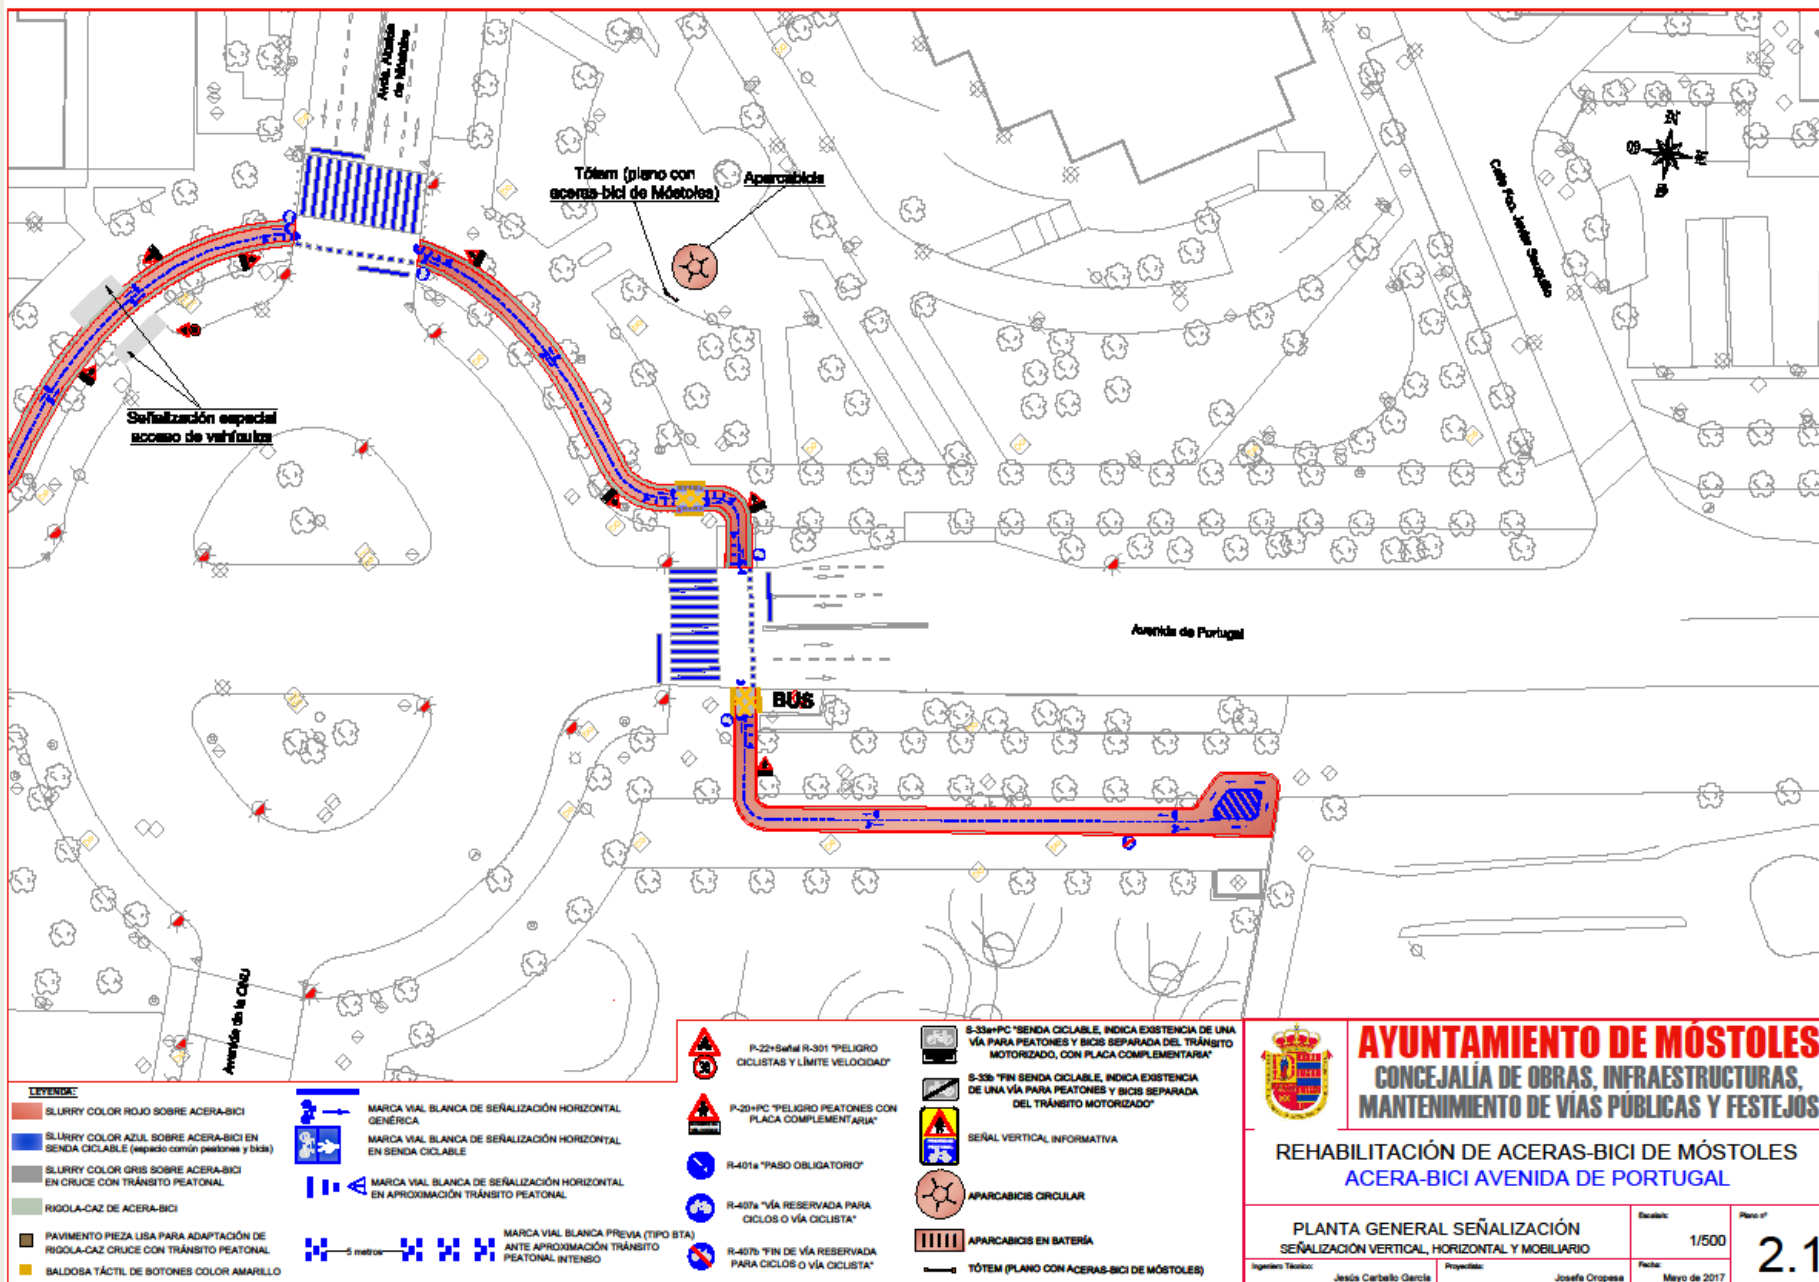 Avda. Alcalde
de Móstoles
Tótem (plano con
aceras-bici de Móstoles)
Aparcabicis
Señalización especial
acceso de vehículos
BUS
Avenida de Portugal
Avenida de la ONU
LEYENDA:
SLURRY COLOR ROJO SOBRE ACERA-BICI
SLURRY COLOR AZUL SOBRE ACERA-BICI EN
SENDA CICLABLE (espacio común peatones y bicis)
SLURRY COLOR GRIS SOBRE ACERA-BICI
EN CRUCE CON TRÁNSITO PEATONAL
RIGOLA-CAZ DE ACERA-BICI
PAVIMENTO PIEZA LISA PARA ADAPTACIÓN DE
RIGOLA-CAZ CRUCE CON TRÁNSITO PEATONAL
BALDOSA TÁCTIL DE BOTONES COLOR AMARILLO
MARCA VIAL BLANCA DE SEÑALIZACIÓN HORIZONTAL
GENÉRICA
MARCA VIAL BLANCA DE SEÑALIZACIÓN HORIZONTAL
EN SENDA CICLABLE
MARCA VIAL BLANCA DE SEÑALIZACIÓN HORIZONTAL
EN APROXIMACIÓN TRÁNSITO PEATONAL
5 metros
MARCA VIAL BLANCA PREVIA (TIPO BTA)
ANTE APROXIMACIÓN TRÁNSITO
PEATONAL INTENSO
P-22+Señal R-301 "PELIGRO
CICLISTAS Y LÍMITE VELOCIDAD"
P-20+PC "PELIGRO PEATONES CON
PLACA COMPLEMENTARIA"
R-401a "PASO OBLIGATORIO"
R-407a "VÍA RESERVADA PARA
CICLOS O VÍA CICLISTA"
R-407b "FIN DE VÍA RESERVADA
PARA CICLOS O VÍA CICLISTA"
S-33a+PC "SENDA CICLABLE, INDICA EXISTENCIA DE UNA
VÍA PARA PEATONES Y BICIS SEPARADA DEL TRÁNSITO
MOTORIZADO, CON PLACA COMPLEMENTARIA"
S-33b "FIN SENDA CICLABLE, INDICA EXISTENCIA
DE UNA VÍA PARA PEATONES Y BICIS SEPARADA
DEL TRÁNSITO MOTORIZADO"
SEÑAL VERTICAL INFORMATIVA
APARCABICIS CIRCULAR
APARCABICIS EN BATERÍA
TÓTEM (PLANO CON ACERAS-BICI DE MÓSTOLES)
AYUNTAMIENTO DE MÓSTOLES
CONCEJALÍA DE OBRAS, INFRAESTRUCTURAS,
MANTENIMIENTO DE VÍAS PÚBLICAS Y FESTEJOS
REHABILITACIÓN DE ACERAS-BICI DE MÓSTOLES
ACERA-BICI AVENIDA DE PORTUGAL
PLANTA GENERAL SEÑALIZACIÓN
SEÑALIZACIÓN VERTICAL, HORIZONTAL Y MOBILIARIO
Escala/s:
1/500
Plano nº
2.1
Ingeniero Técnico:
Jesús Carballo García
Proyectista:
Josefa Oropesa
Fecha:
Mayo de 2017